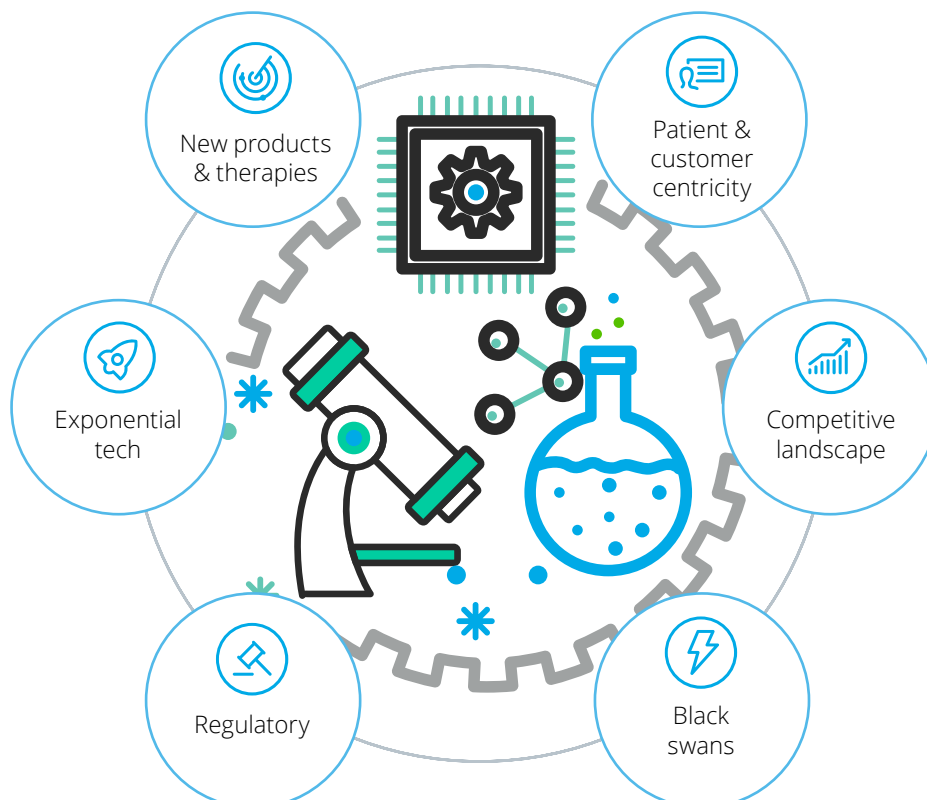 New products
& therapies
Patient &
customer
centricity
Exponential
tech
Competitive
landscape
Regulatory
Black
swans